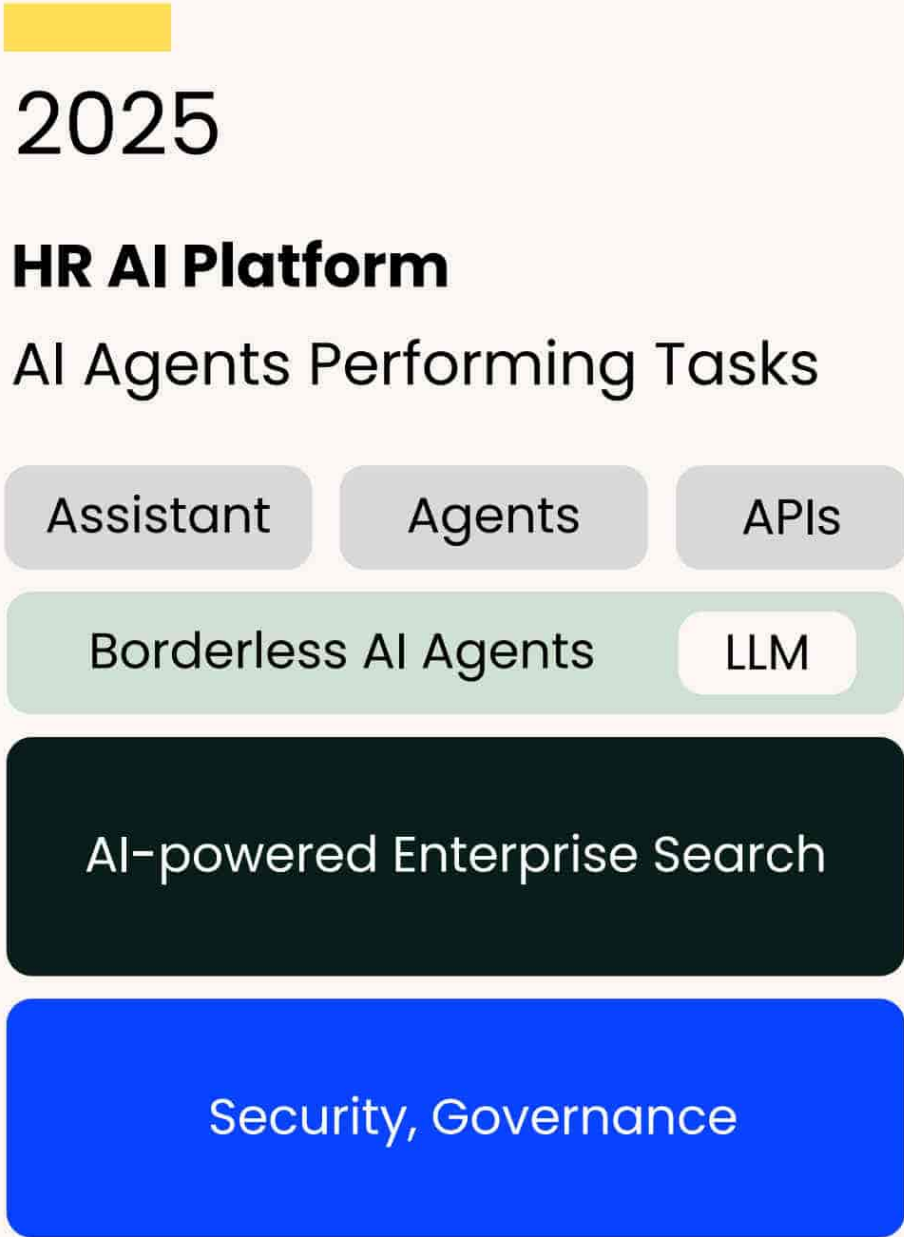 2025
HR AI Platform
AI Agents Performing Tasks
Assistant Agents APIs
Borderless AI Agents LLM
AI-powered Enterprise Search
Security, Governance